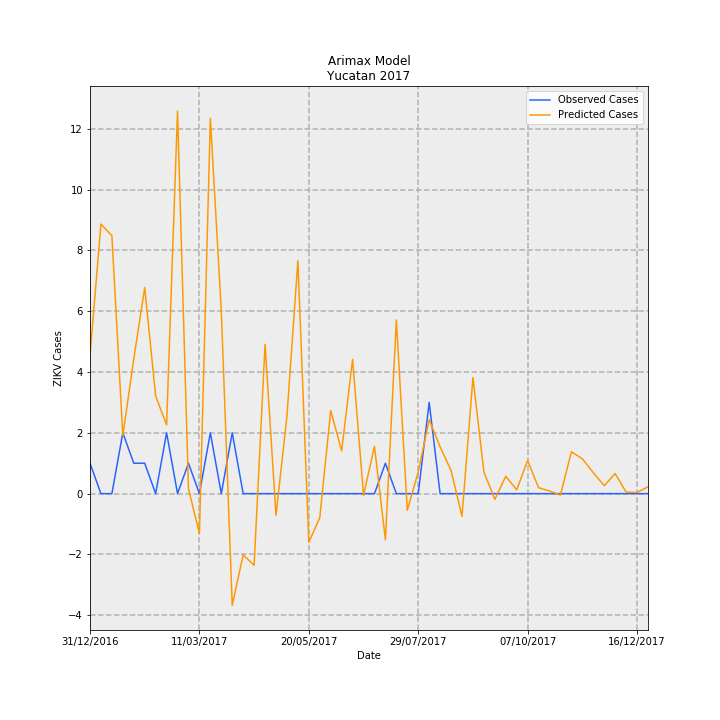 Arimax Model
Yucatan 2017
Observed Cases
Predicted Cases
12
10
8
6
4
2
0
−2
−4
ZIKV Cases
31/12/2016 11/03/2017 20/05/2017 29/07/2017 07/10/2017 16/12/2017
Date